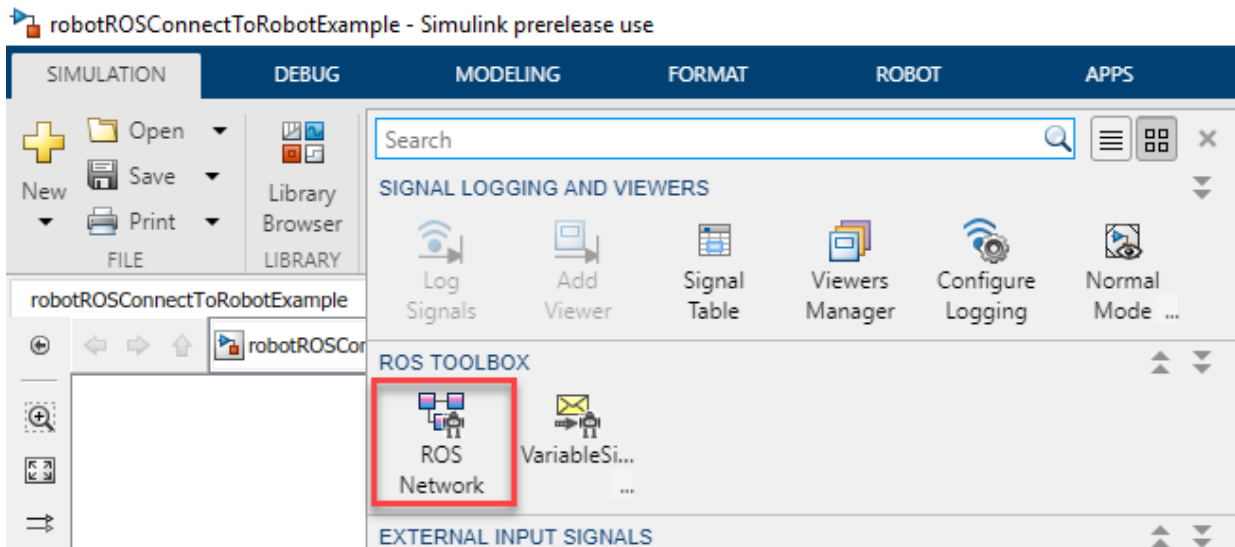 robotROSConnectToRobotExample - Simulink prerelease use
SIMULATION DEBUG MODELING FORMAT ROBOT APPS
New
Open
Save
Print
FILE
Library
Browser
LIBRARY
Search
SIGNAL LOGGING AND VIEWERS
Log
Signals
Add
Viewer
Signal
Table
Viewers
Manager
Configure
Logging
Normal
Mode ...
robotROSConnectToRobotExample
robotROSCor
ROS TOOLBOX
ROS
Network
VariableSi...
...
EXTERNAL INPUT SIGNALS